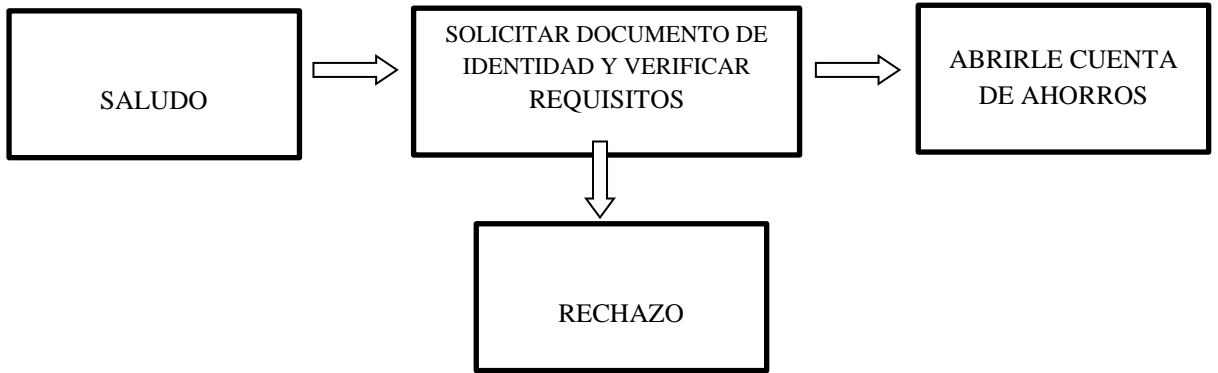 SALUDO
SOLICITAR DOCUMENTO DE
IDENTIDAD Y VERIFICAR
REQUISITOS
ABRIRLE CUENTA
DE AHORROS
RECHAZO